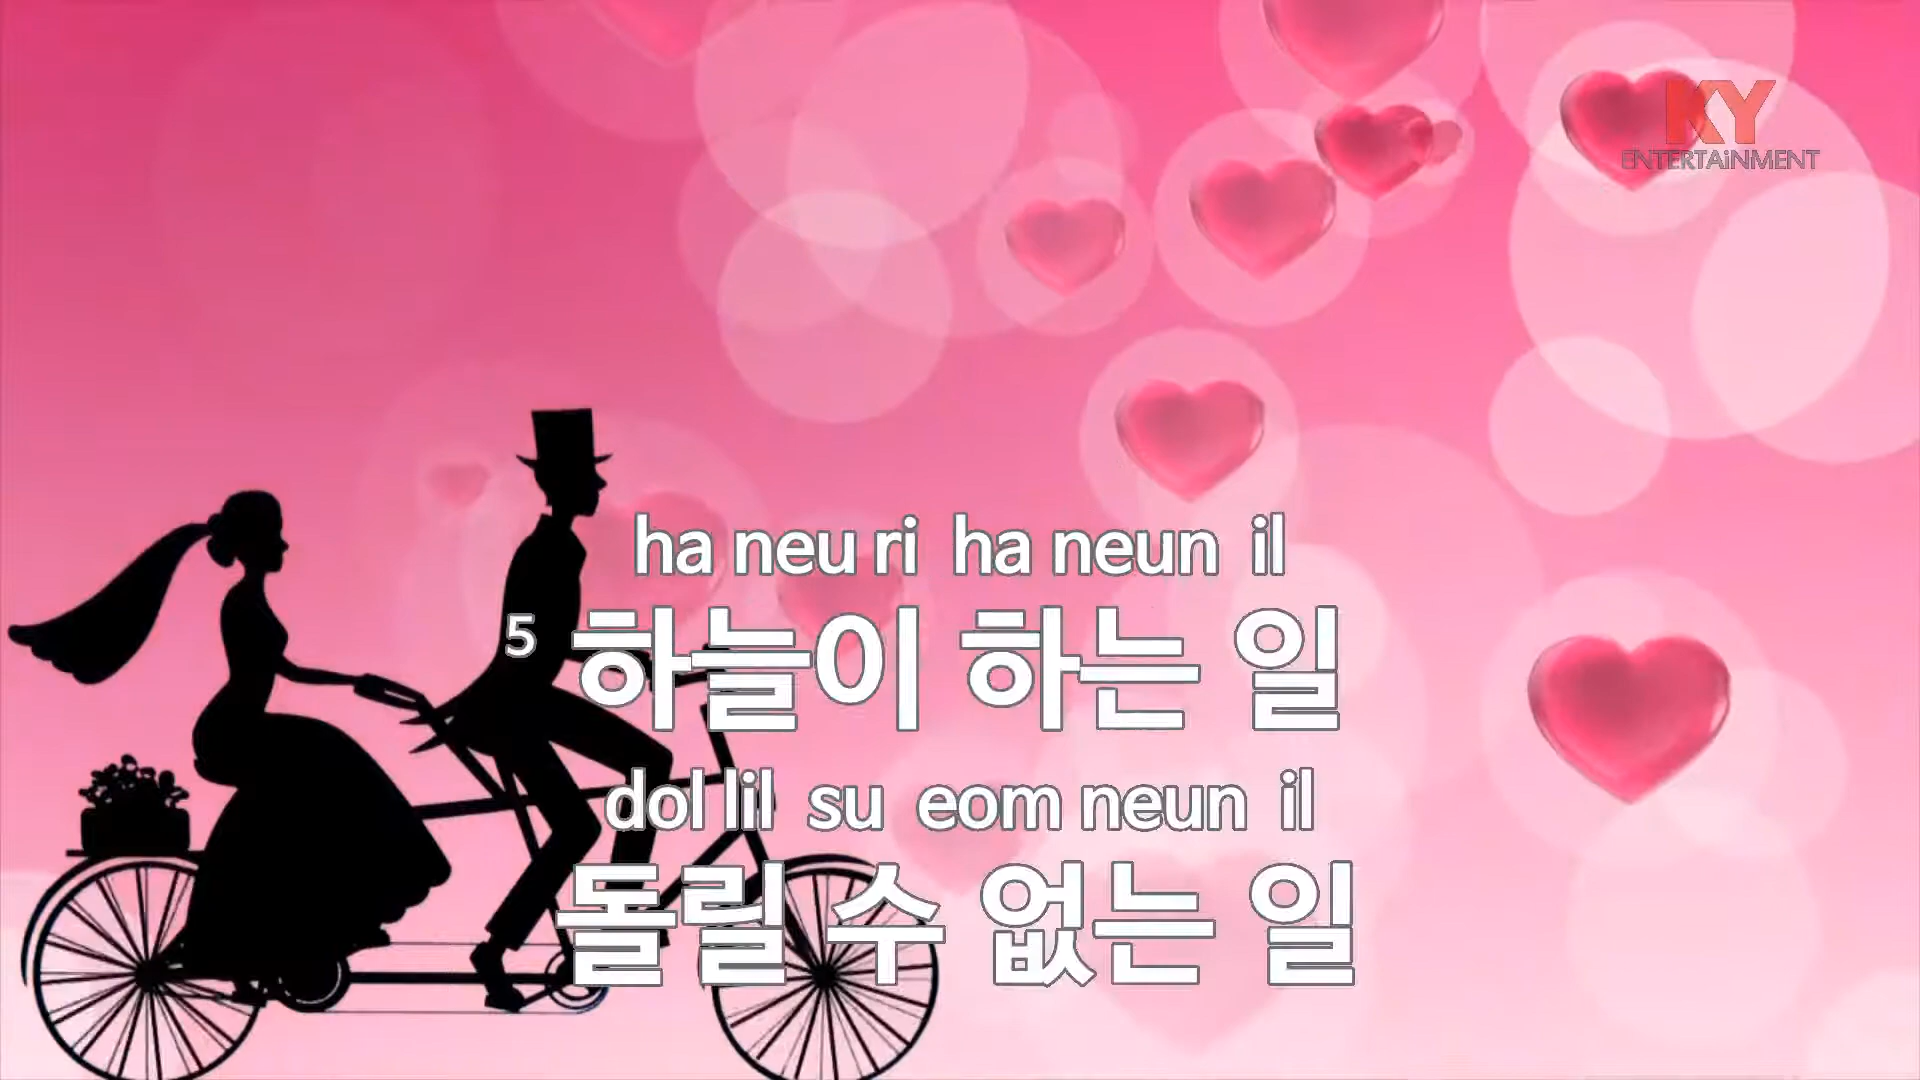 KY
ENTERTAiNMENT
ha neu ri ha neun il
5 하늘이 하는 일
dol lil su eom neun il
돌릴 수 없는 일